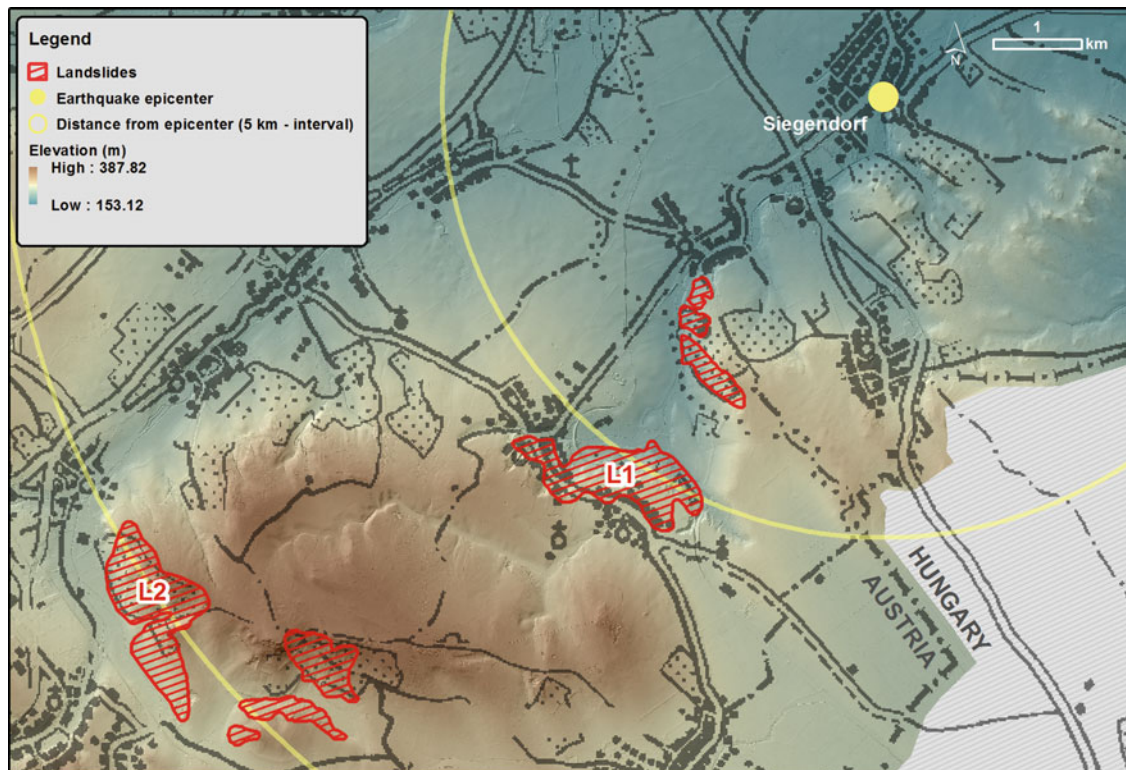 Legend
Landslides
Earthquake epicenter
Distance from epicenter (5 km - interval)
Elevation (m)
High : 387.82
Low : 153.12
1
km
N
Siegendorf
L1
L2
HUNGARY
AUSTRIA